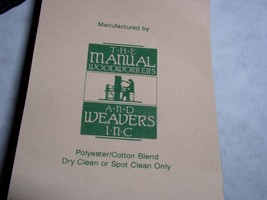 Manufactured by
THE
MANUAL
WOODWORKERS
AND
WEAVERS
INC
Polyester/Cotton Blend
Dry Clean or Spot Clean Only